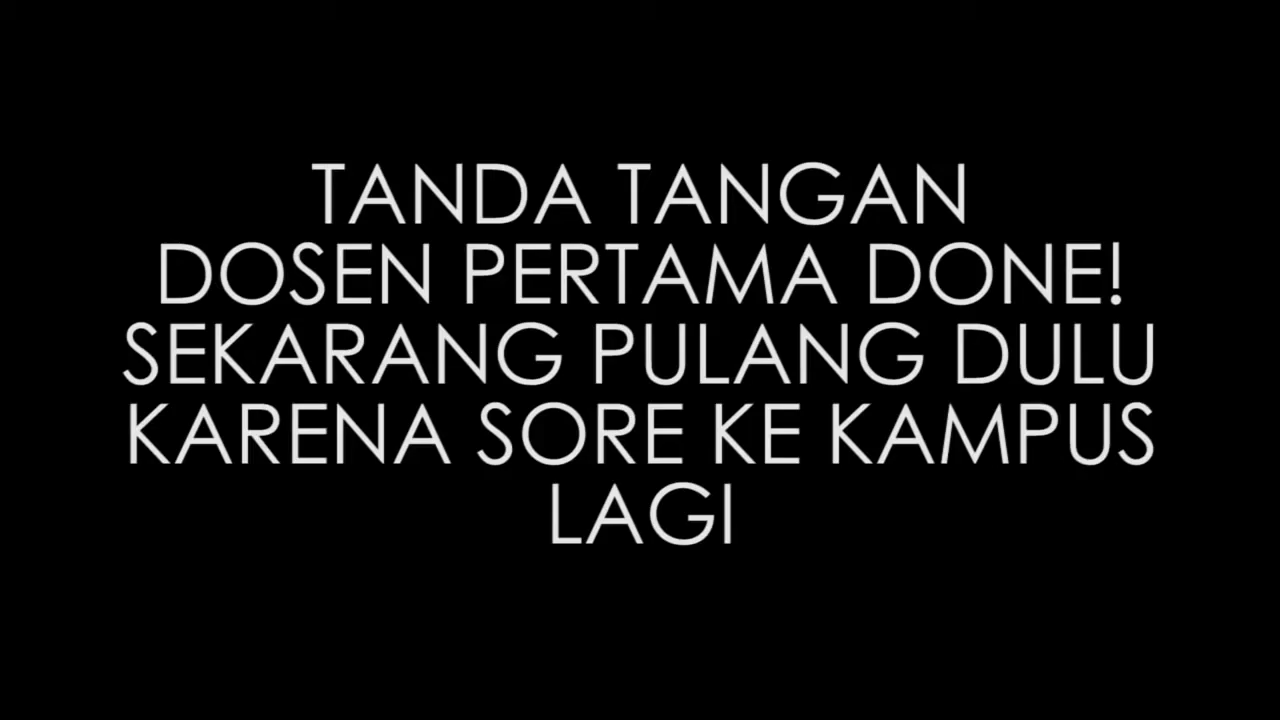 TANDA TANGAN
DOSEN PERTAMA DONE!
SEKARANG PULANG DULU
KARENA SORE KE KAMPUS
LAGI